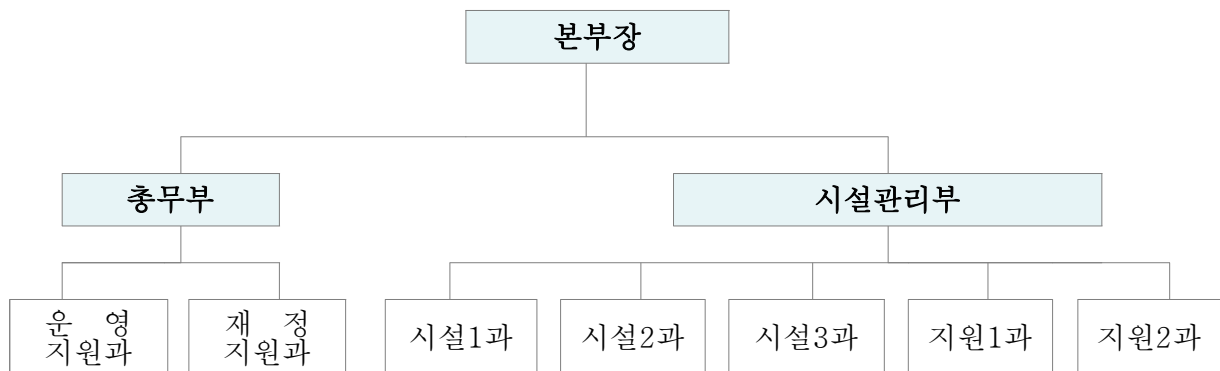 본부장
총무부
시설관리부
운 영
지원과
재 정
지원과
시설1과
시설2과
시설3과
지원1과
지원2과